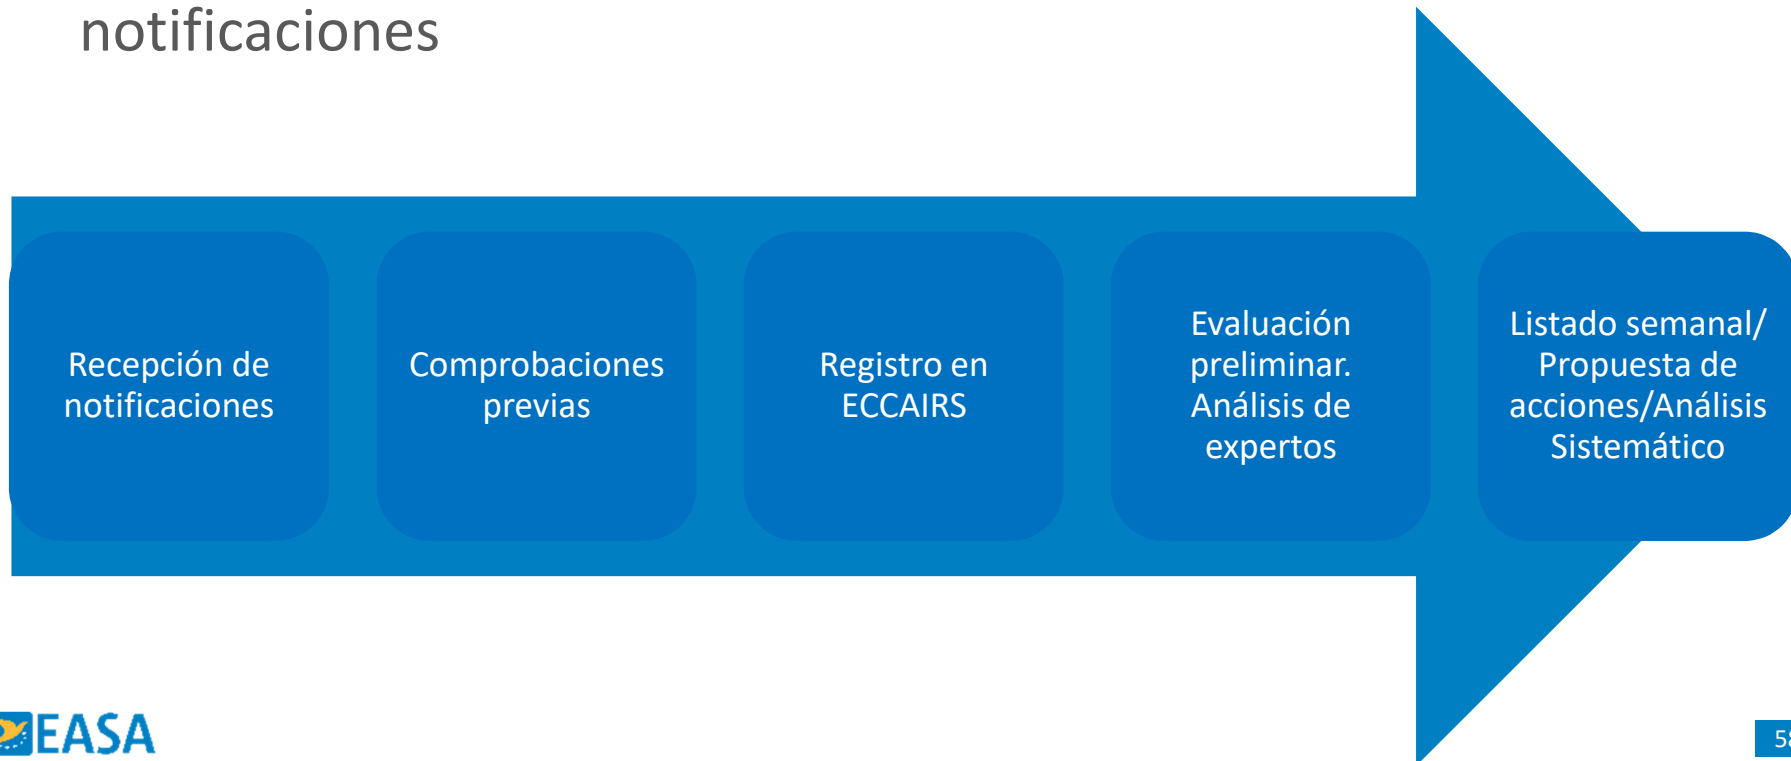 notificaciones
Recepción de
notificaciones
Comprobaciones
previas
Registro en
ECCAIRS
Evaluación
preliminar.
Análisis de
expertos
Listado semanal/
Propuesta de
acciones/Análisis
Sistemático
EASA
58